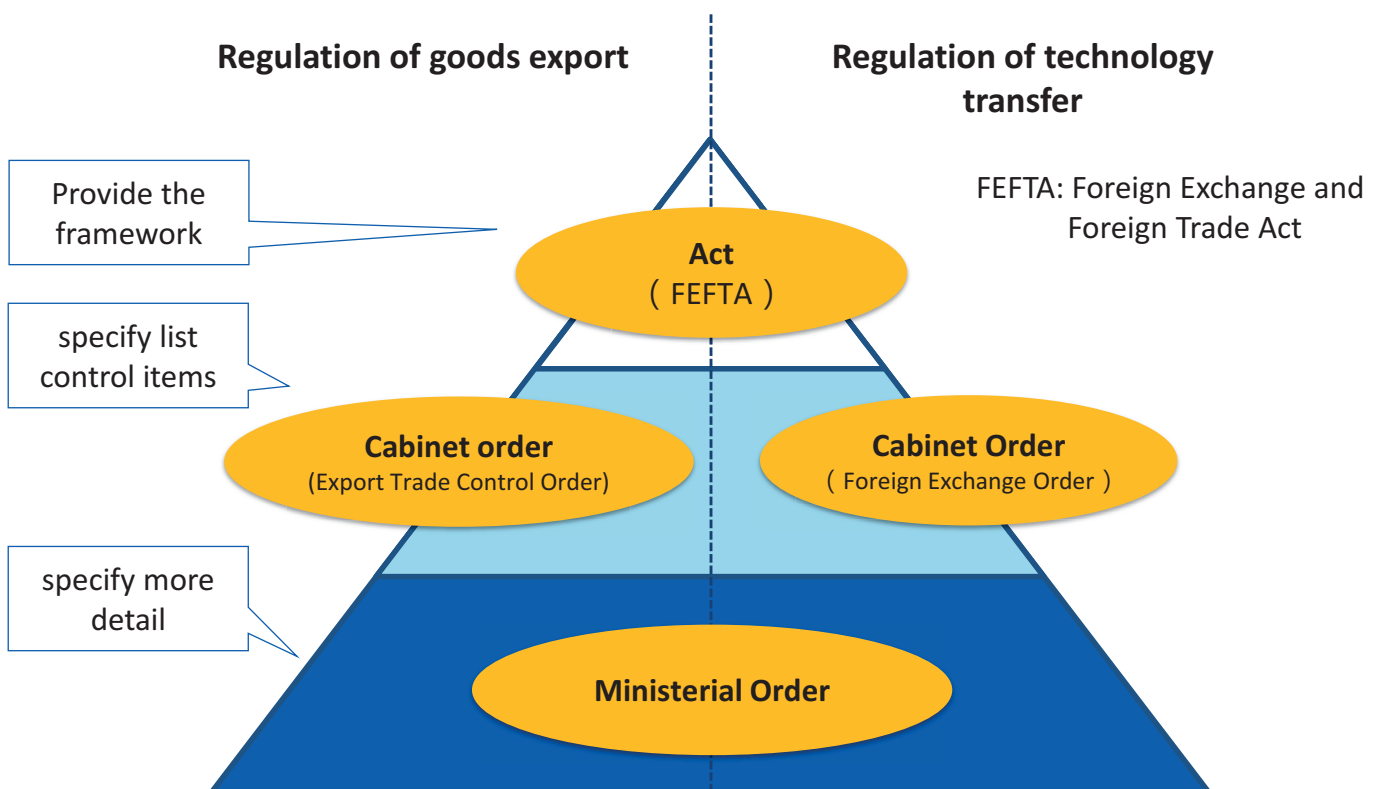 Regulation of goods export
Regulation of technology
transfer
Provide the
framework
FEFTA: Foreign Exchange and
Foreign Trade Act
Act
( FEFTA )
specify list
control items
Cabinet order
(Export Trade Control Order)
Cabinet Order
( Foreign Exchange Order )
specify more
detail
Ministerial Order